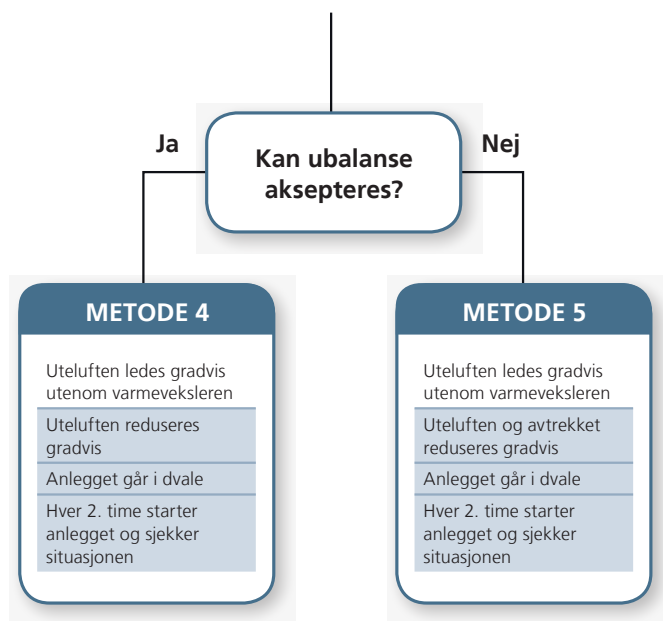 Ja
Kan ubalanse
aksepteres?
Nej
METODE 4
Uteluften ledes gradvis
utenom varmeveksleren
Uteluften reduseres
gradvis
Anlegget går i dvale
Hver 2. time starter
anlegget og sjekker
situasjonen
METODE 5
Uteluften ledes gradvis
utenom varmeveksleren
Uteluften og avtrekket
reduseres gradvis
Anlegget går i dvale
Hver 2. time starter
anlegget og sjekker
situasjonen